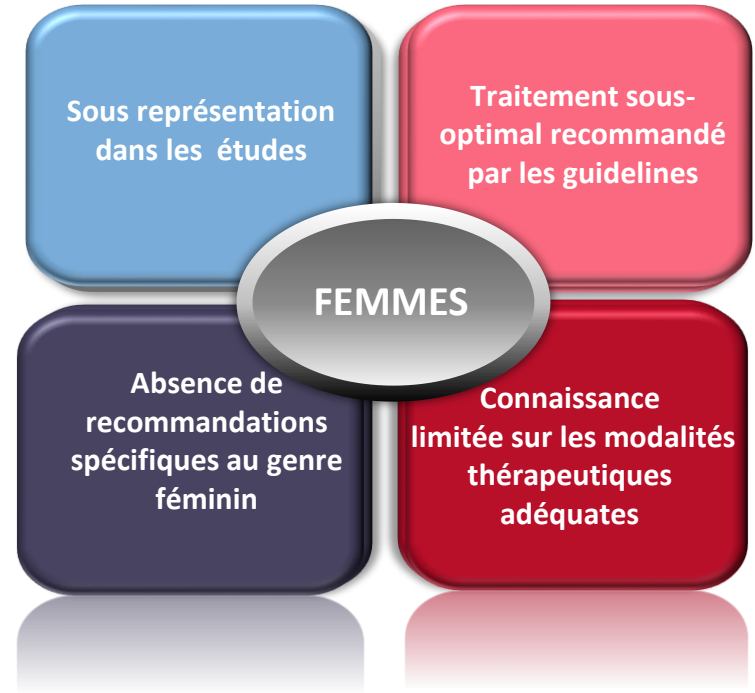 Sous représentation
dans les études
Traitement sous-
optimal recommandé
par les guidelines
FEMMES
Absence de
recommandations
spécifiques au genre
féminin
Connaissance
limitée sur les modalités
thérapeutiques
adéquates